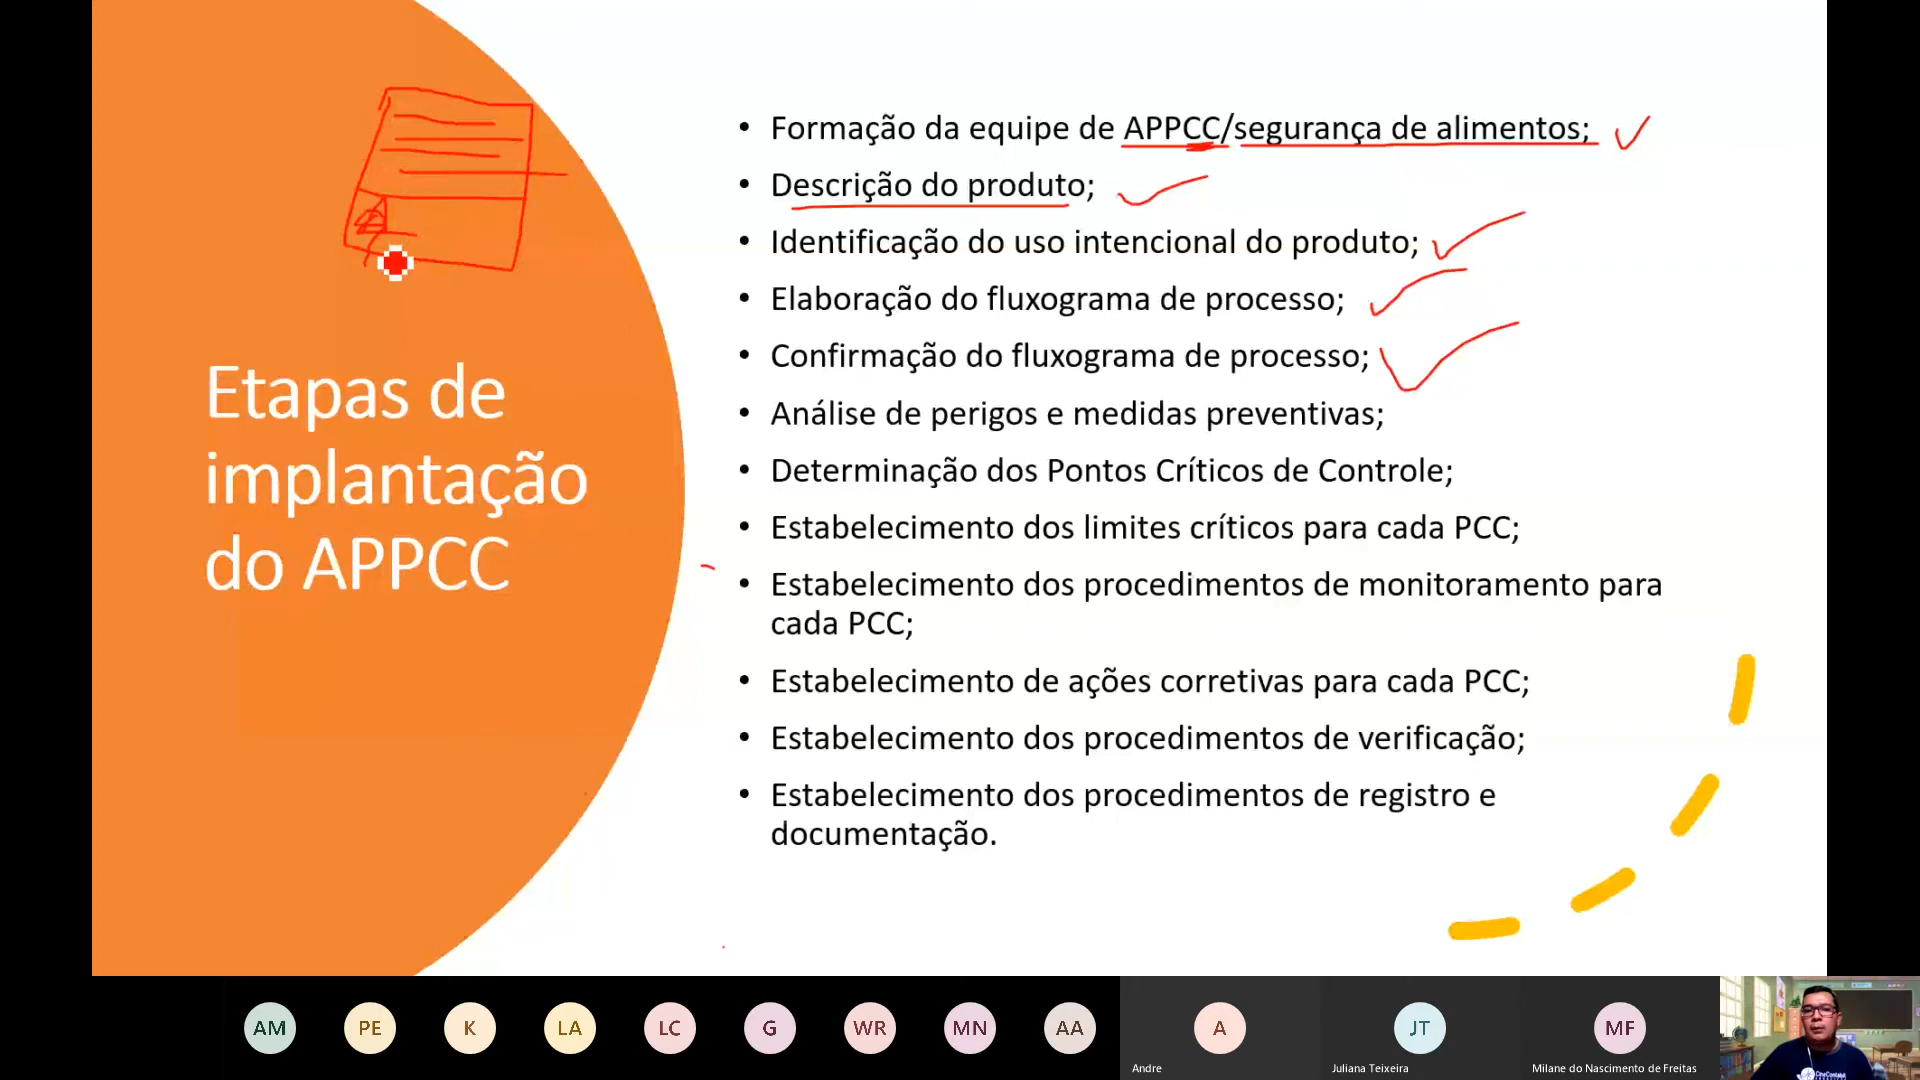 Etapas de
implantação
do APPCC
• Formação da equipe de APPCC/segurança de alimentos;
• Descrição do produto;
• Identificação do uso intencional do produto;
• Elaboração do fluxograma de processo;
• Confirmação do fluxograma de processo;
• Análise de perigos e medidas preventivas;
• Determinação dos Pontos Críticos de Controle;
• Estabelecimento dos limites críticos para cada PCC;
• Estabelecimento dos procedimentos de monitoramento para
cada PCC;
• Estabelecimento de ações corretivas para cada PCC;
• Estabelecimento dos procedimentos de verificação;
• Estabelecimento dos procedimentos de registro e
documentação.
AM PE K LA LC G WR MN AA A JT MF
Andre Juliana Teixeira Milane do Nascimento de Freitas